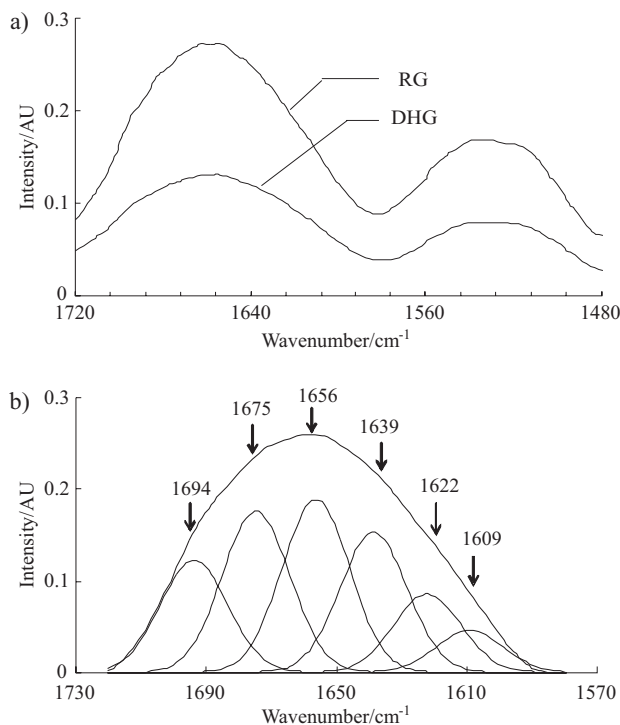 a)
0.3
0.2
0.1
0
Intensity/AU
RG
DHG
1720 1640 1560 1480
Wavenumber/cm⁻¹
b)
0.3
0.2
0.1
0
Intensity/AU
1694
1675
1656
1639
1622
1609
1730 1690 1650 1610 1570
Wavenumber/cm⁻¹